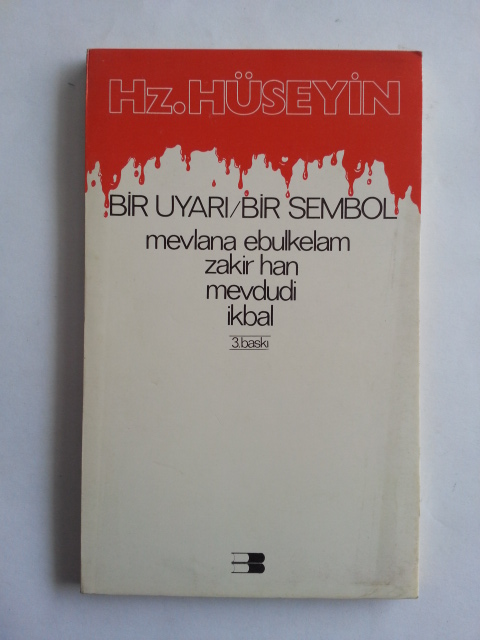 Hz.HÜSEYİN
BİR UYARI/BİR SEMBOL
mevlana ebulkelam
zakir han
mevdudi
ikbal
3.baskı